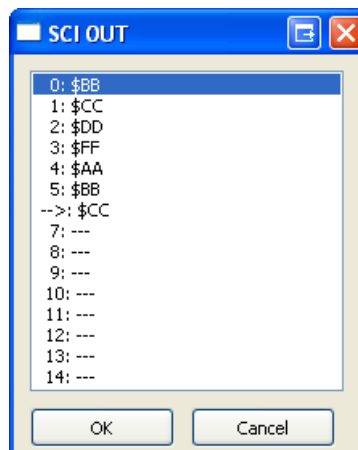 SCI OUT
0: $BB
1: $CC
2: $DD
3: $FF
4: $AA
5: $BB
-->: $CC
7: ---
8: ---
9: ---
10: ---
11: ---
12: ---
13: ---
14: ---
OK Cancel